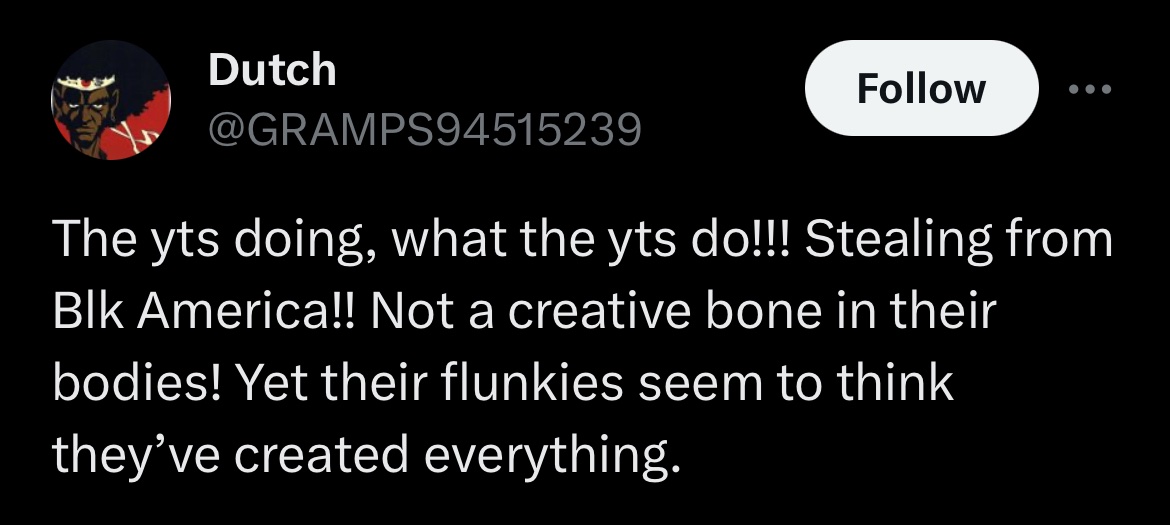 Dutch
@GRAMPS94515239
Follow
The yts doing, what the yts do!!! Stealing from
Blk America!! Not a creative bone in their
bodies! Yet their flunkies seem to think
they’ve created everything.